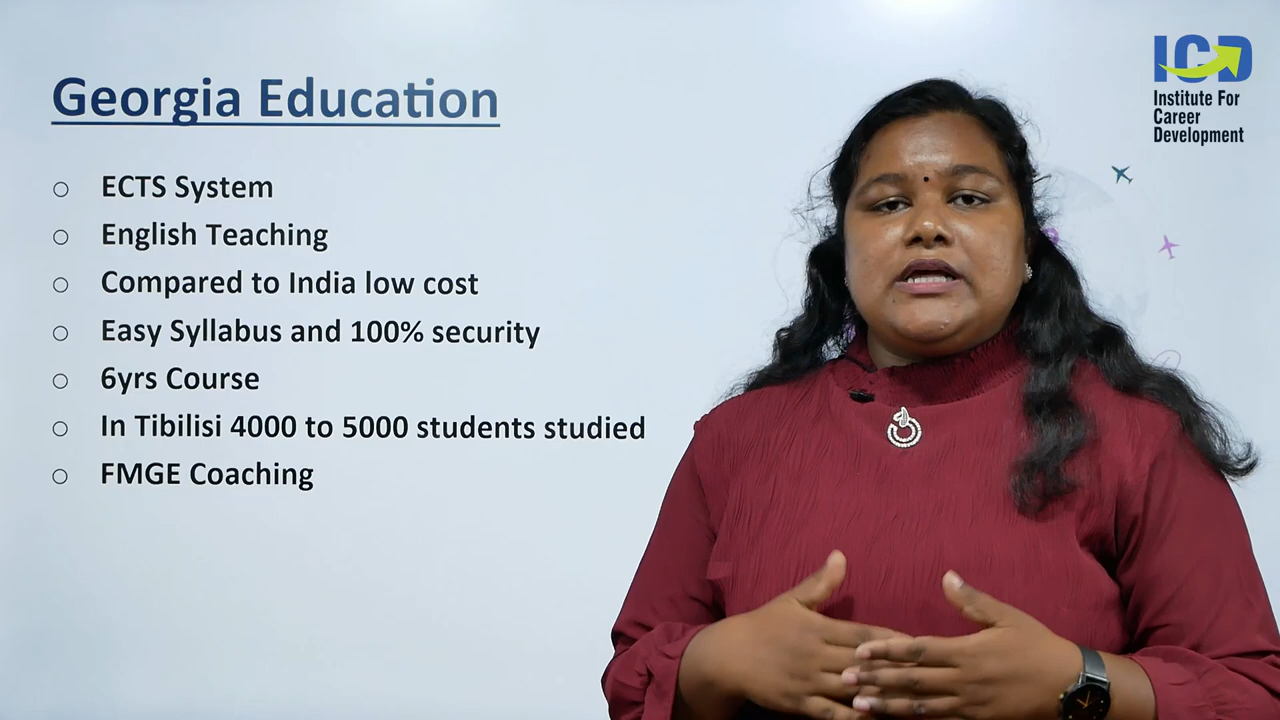 Georgia Education
ECTS System
English Teaching
Compared to India low cost
Easy Syllabus and 100% security
6yrs Course
In Tibilisi 4000 to 5000 students studied
FMGE Coaching
ICD
Institute For
Career
Development